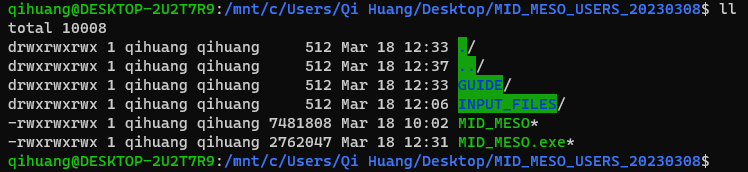 qihuang@DESKTOP-2U2T7R9:/mnt/c/Users/Qi Huang/Desktop/MID_MESO_USERS_20230308$ ll
total 10008
drwxrwxrwx 1 qihuang qihuang     512 Mar 18 12:33 ./
drwxrwxrwx 1 qihuang qihuang     512 Mar 18 12:37 ../
drwxrwxrwx 1 qihuang qihuang     512 Mar 18 12:33 GUIDE/
drwxrwxrwx 1 qihuang qihuang     512 Mar 18 12:06 INPUT_FILES/
-rwxrwxrwx 1 qihuang qihuang 7481808 Mar 18 10:02 MID_MESO*
-rwxrwxrwx 1 qihuang qihuang 2762047 Mar 18 12:31 MID_MESO.exe*
qihuang@DESKTOP-2U2T7R9:/mnt/c/Users/Qi Huang/Desktop/MID_MESO_USERS_20230308$